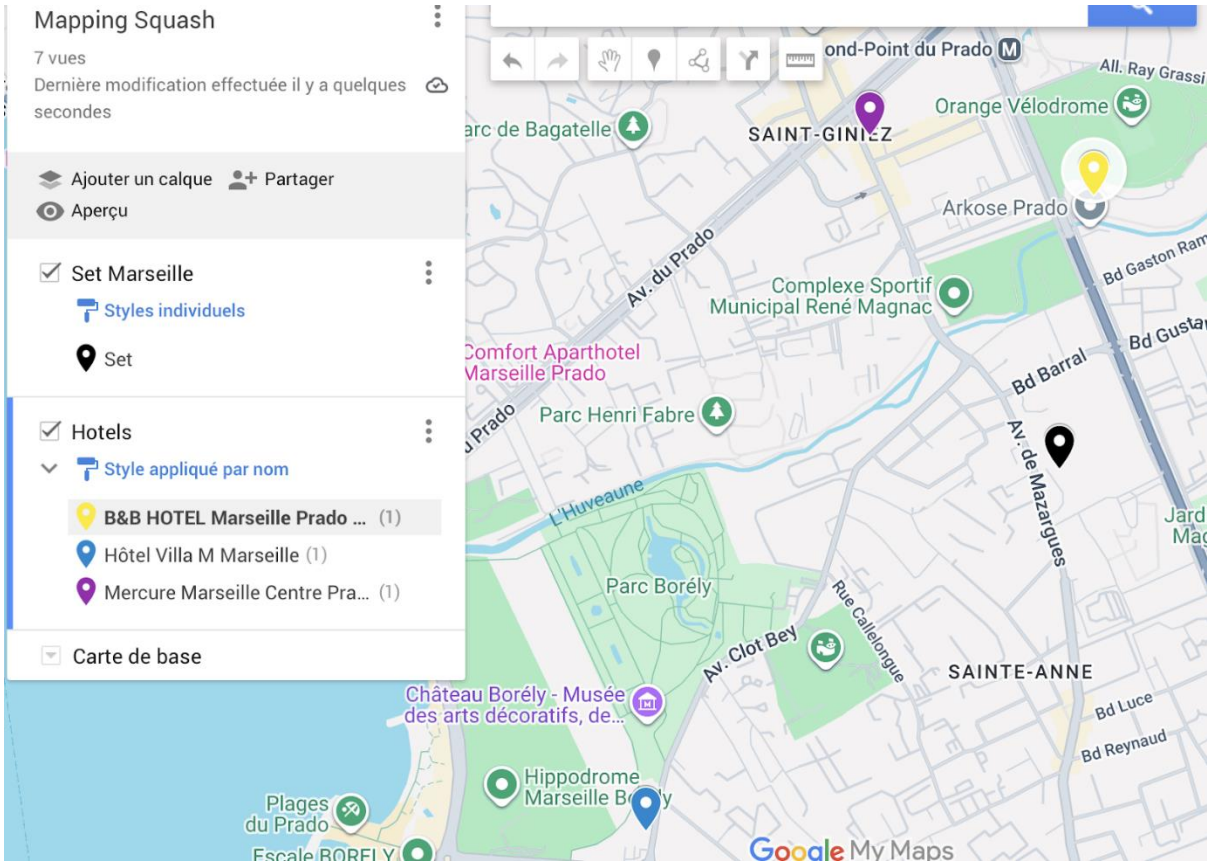 Mapping Squash
7 vues
Dernière modification effectuée il y a quelques
secondes
Ajouter un calque
Partager
Aperçu
Set Marseille
Styles individuels
Set
Hotels
Style appliqué par nom
B&B HOTEL Marseille Prado ... (1)
Hôtel Villa M Marseille (1)
Mercure Marseille Centre Pra... (1)
Carte de base
ond-Point du Prado M
All. Ray Grassi
Orange Vélodrome
arc de Bagatelle
SAINT-GINIEZ
Arkose Prado
Av. du Prado
Bd Gaston Ram
Complexe Sportif
Municipal René Magnac
Bd Gustav
Comfort Aparthotel
Marseille Prado
Bd Barral
Parc Henri Fabre
u Prado
Av. de Mazargues
L'Huveaune
Jard
Mag
Parc Borély
Rue Callelongue
Av. Clot Bey
SAINTE-ANNE
Château Borély - Musée
des arts décoratifs, de...
Bd Luce
Bd Reynaud
Hippodrome
Marseille Borély
Plages
du Prado
Escale BORELY
Google My Maps